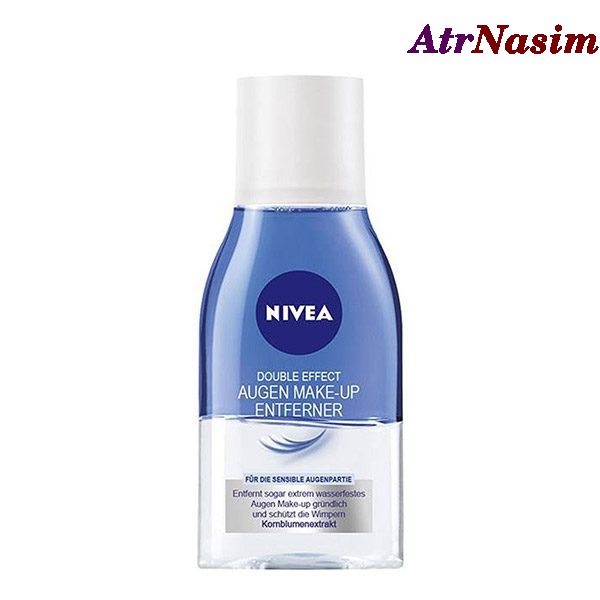 AtrNasim
NIVEA
DOUBLE EFFECT
AUGEN MAKE-UP
ENTFERNER
FÜR DIE SENSIBLE AUGENPARTIE
Entfernt sogar extrem wasserfestes
Augen Make-up gründlich
und schützt die Wimpern
Kornblumenextrakt